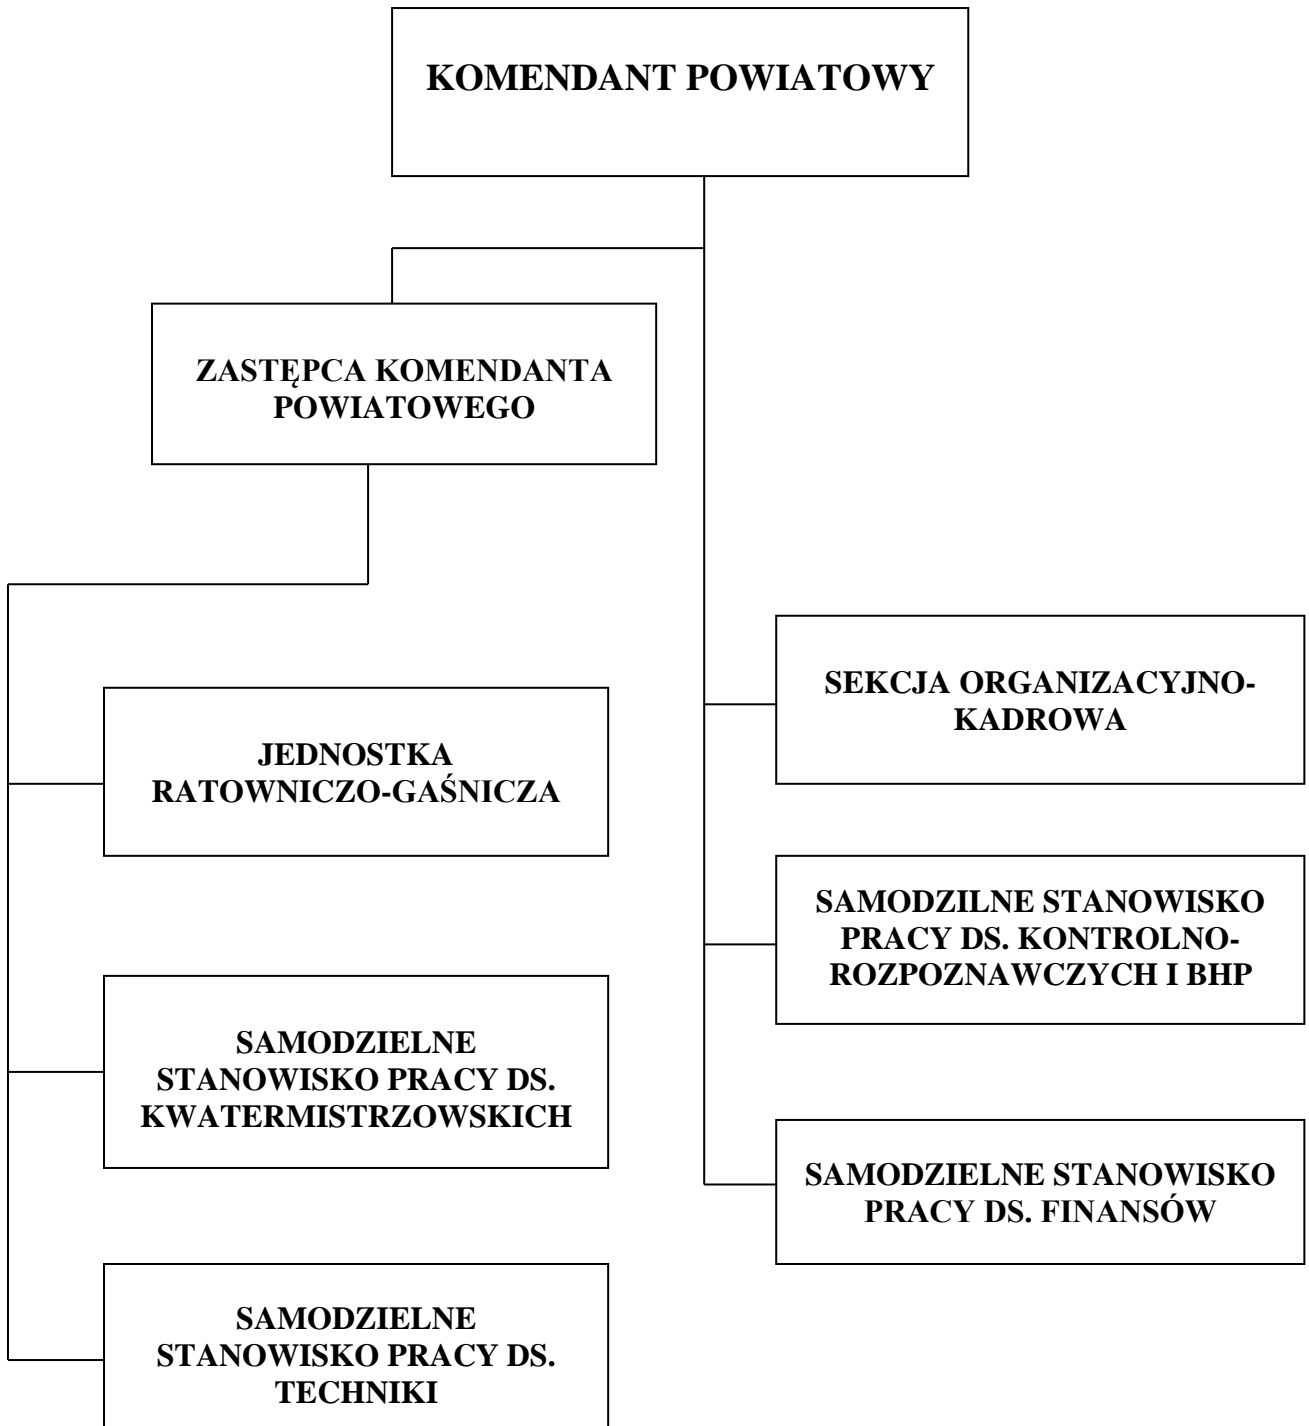 KOMENDANT POWIATOWY
ZASTĘPCA KOMENDANTA
POWIATOWEGO
SEKCJA ORGANIZACYJNO-
KADROWA
JEDNOSTKA
RATOWNICZO-GAŚNICZA
SAMODZILNE STANOWISKO
PRACY DS. KONTROLNO-
ROZPOZNAWCZYCH I BHP
SAMODZIELNE
STANOWISKO PRACY DS.
KWATERMISTRZOWSKICH
SAMODZIELNE STANOWISKO
PRACY DS. FINANSÓW
SAMODZIELNE
STANOWISKO PRACY DS.
TECHNIKI